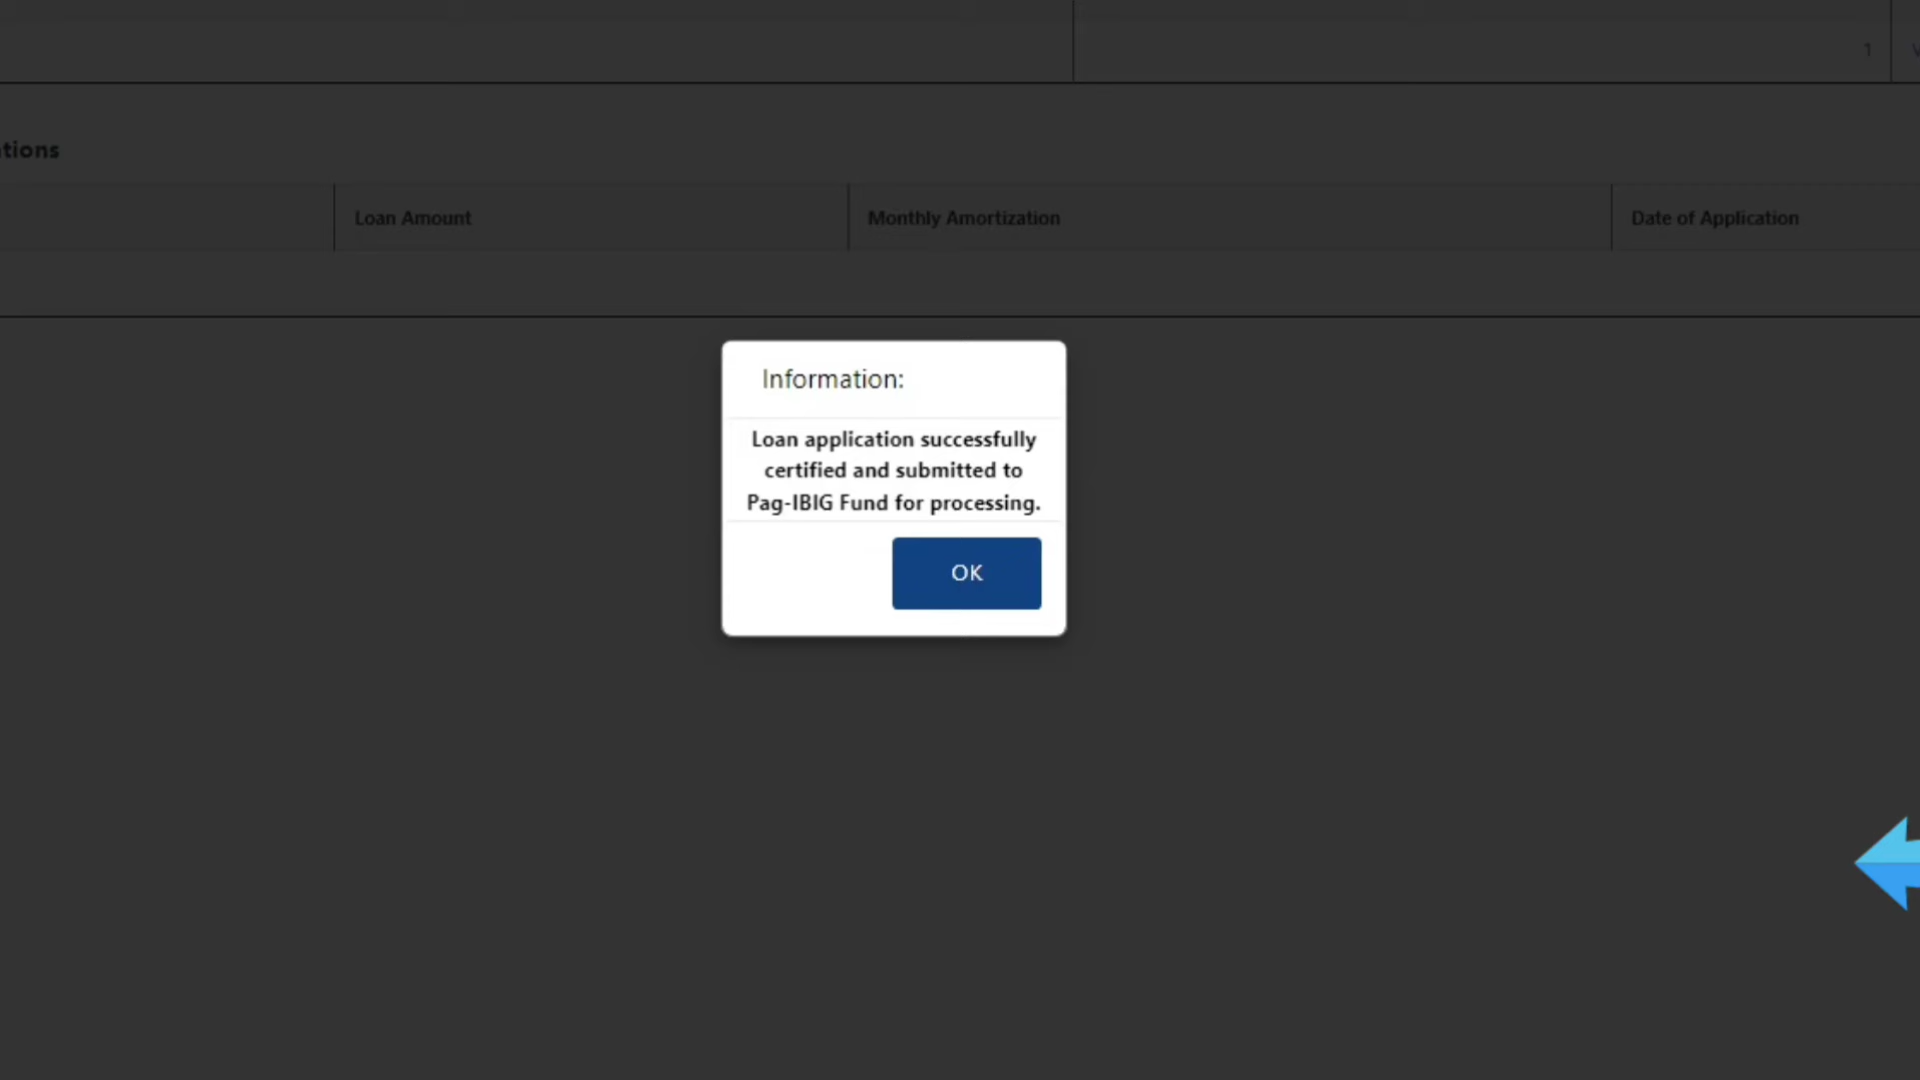 1
tions
Loan Amount
Monthly Amortization
Date of Application
Information:
Loan application successfully
certified and submitted to
Pag-IBIG Fund for processing.
OK